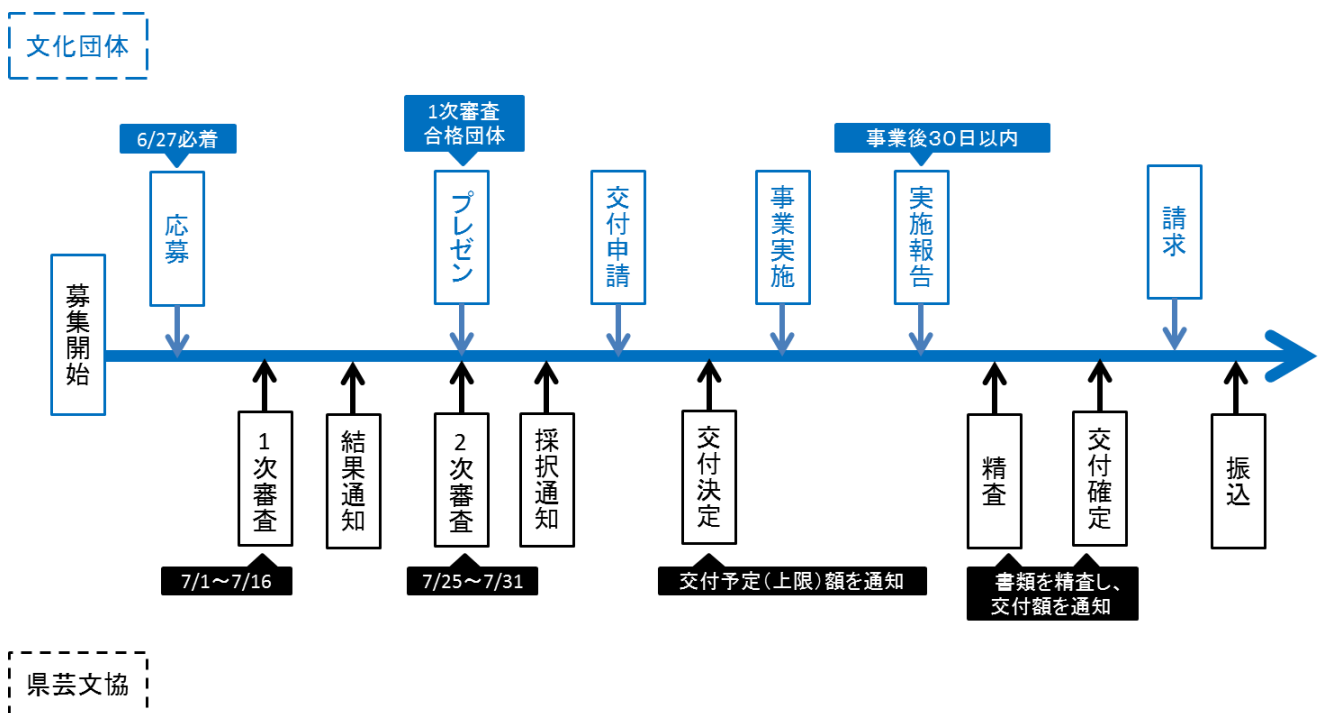 文化団体
6/27必着
1次審査
合格団体
事業後30日以内
応募
プレゼン
交付申請
事業実施
実施報告
請求
募集開始
1次審査
結果通知
2次審査
採択通知
交付決定
精査
交付確定
振込
7/1～7/16
7/25～7/31
交付予定(上限)額を通知
書類を精査し、
交付額を通知
県芸文協